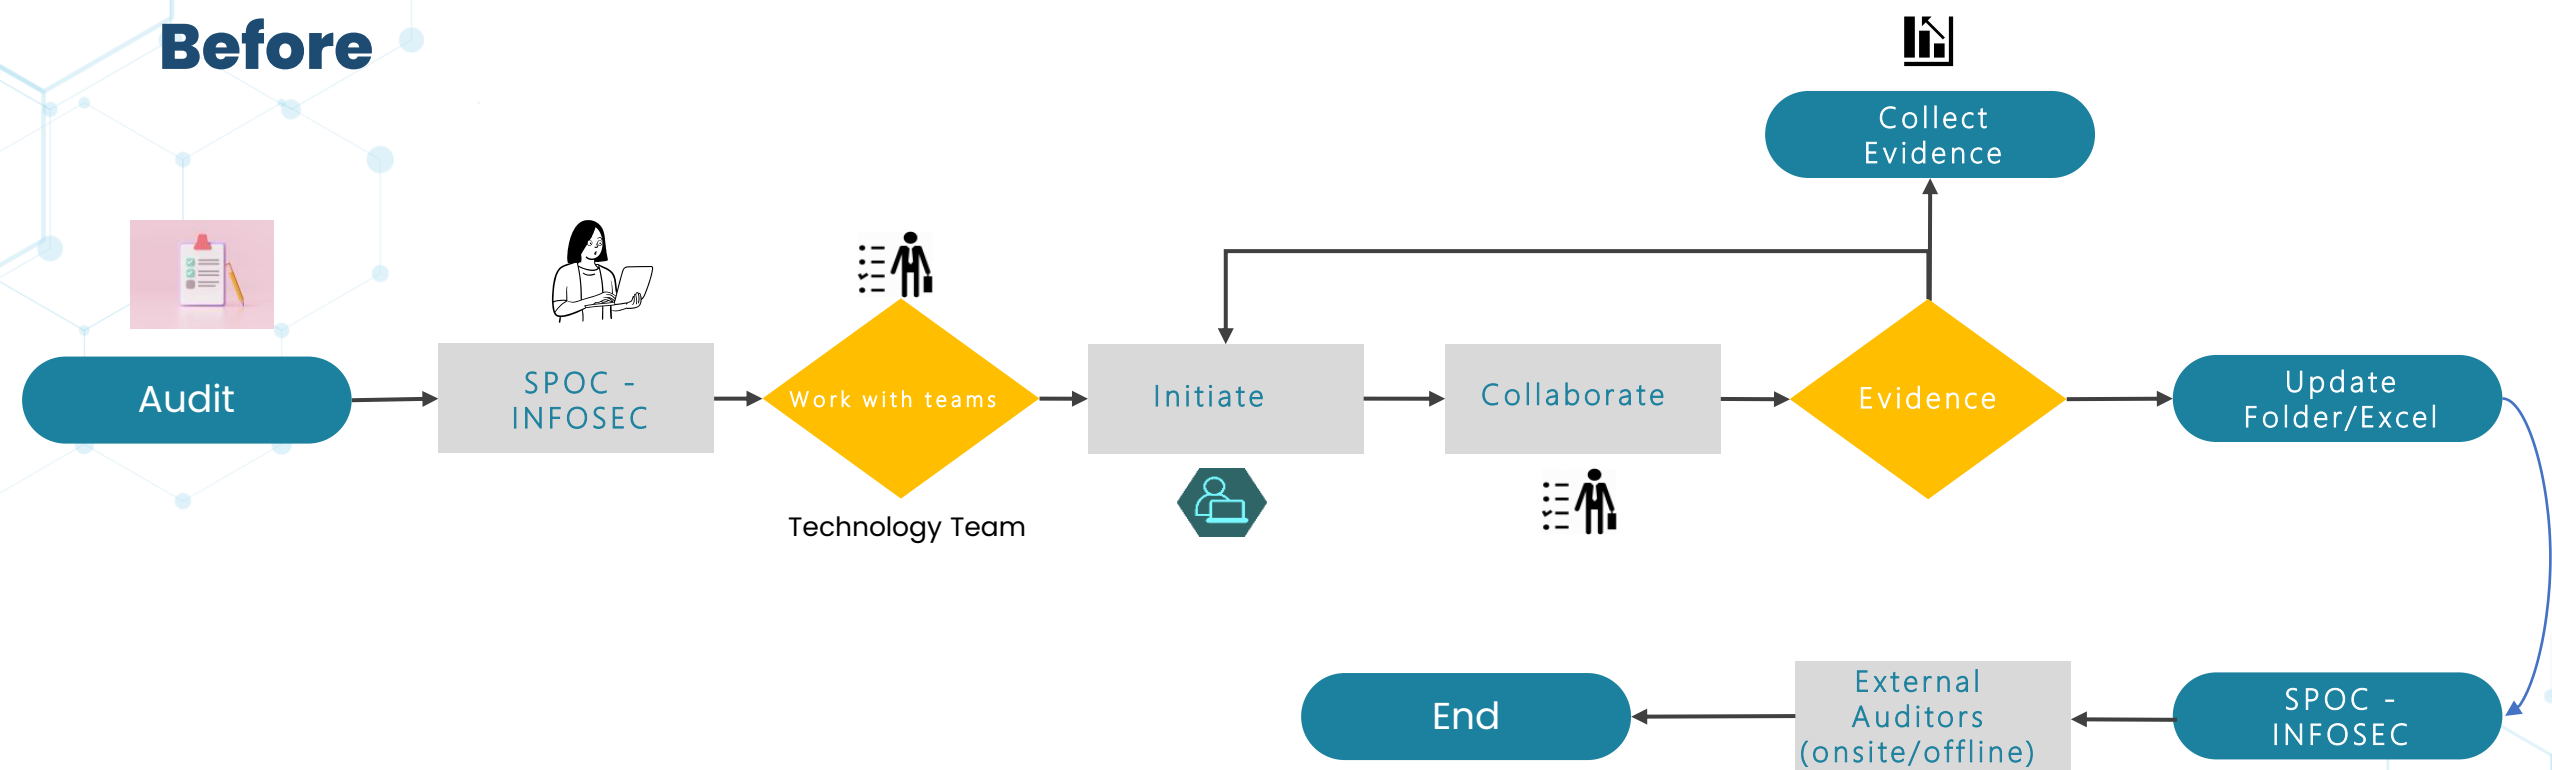 Before
Collect
Evidence
Audit
SPOC -
INFOSEC
Work with teams
Technology Team
Initiate
Collaborate
Evidence
Update
Folder/Excel
End
External
Auditors
(onsite/offline)
SPOC -
INFOSEC